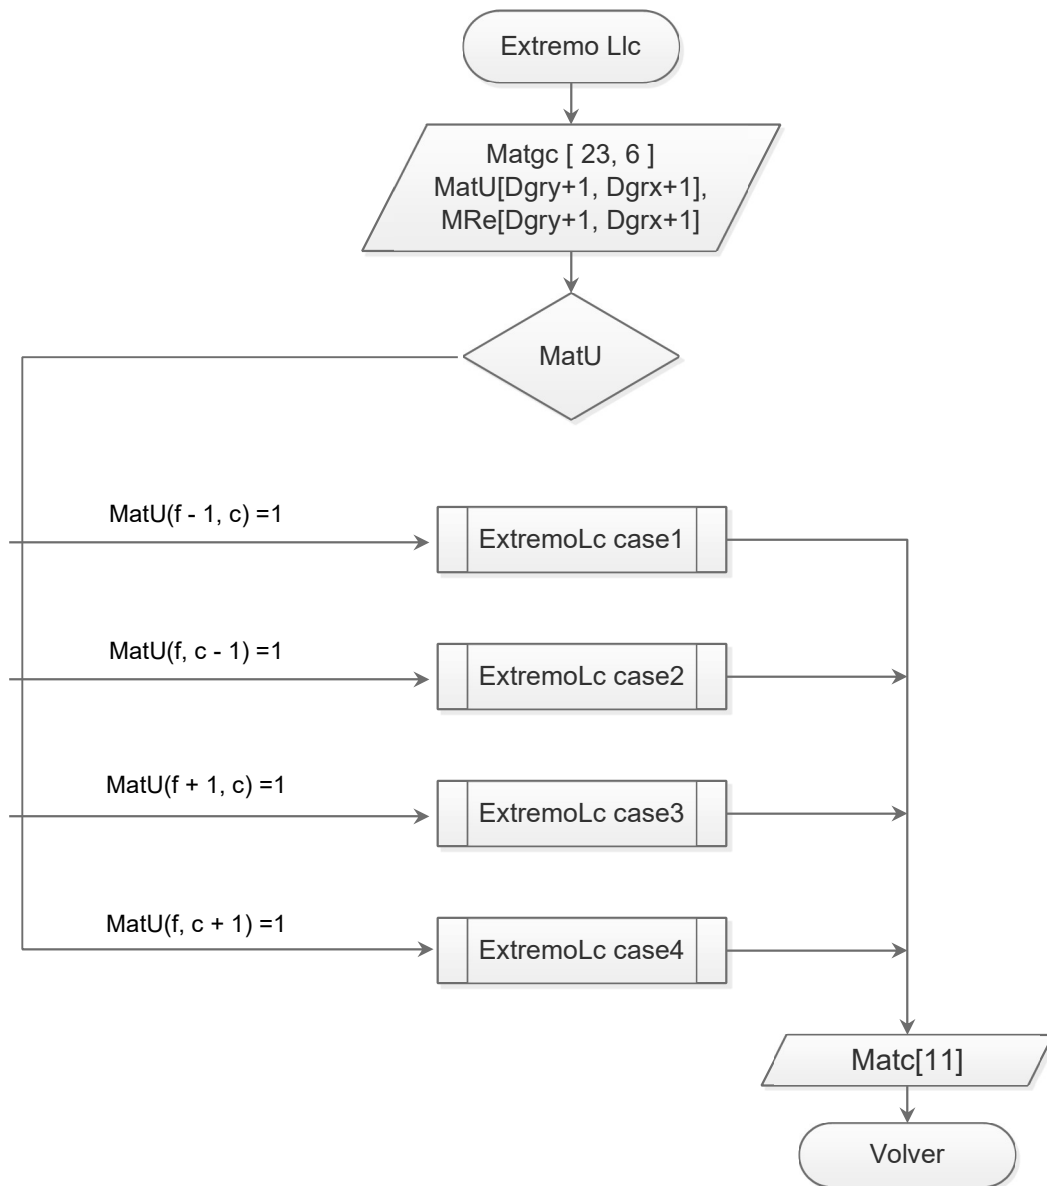 Extremo Llc
Matgc [ 23, 6 ]
MatU[Dgry+1, Dgrx+1],
MRe[Dgry+1, Dgrx+1]
MatU
MatU(f - 1, c) =1
ExtremoLc case1
MatU(f, c - 1) =1
ExtremoLc case2
MatU(f + 1, c) =1
ExtremoLc case3
MatU(f, c + 1) =1
ExtremoLc case4
Matc[11]
Volver